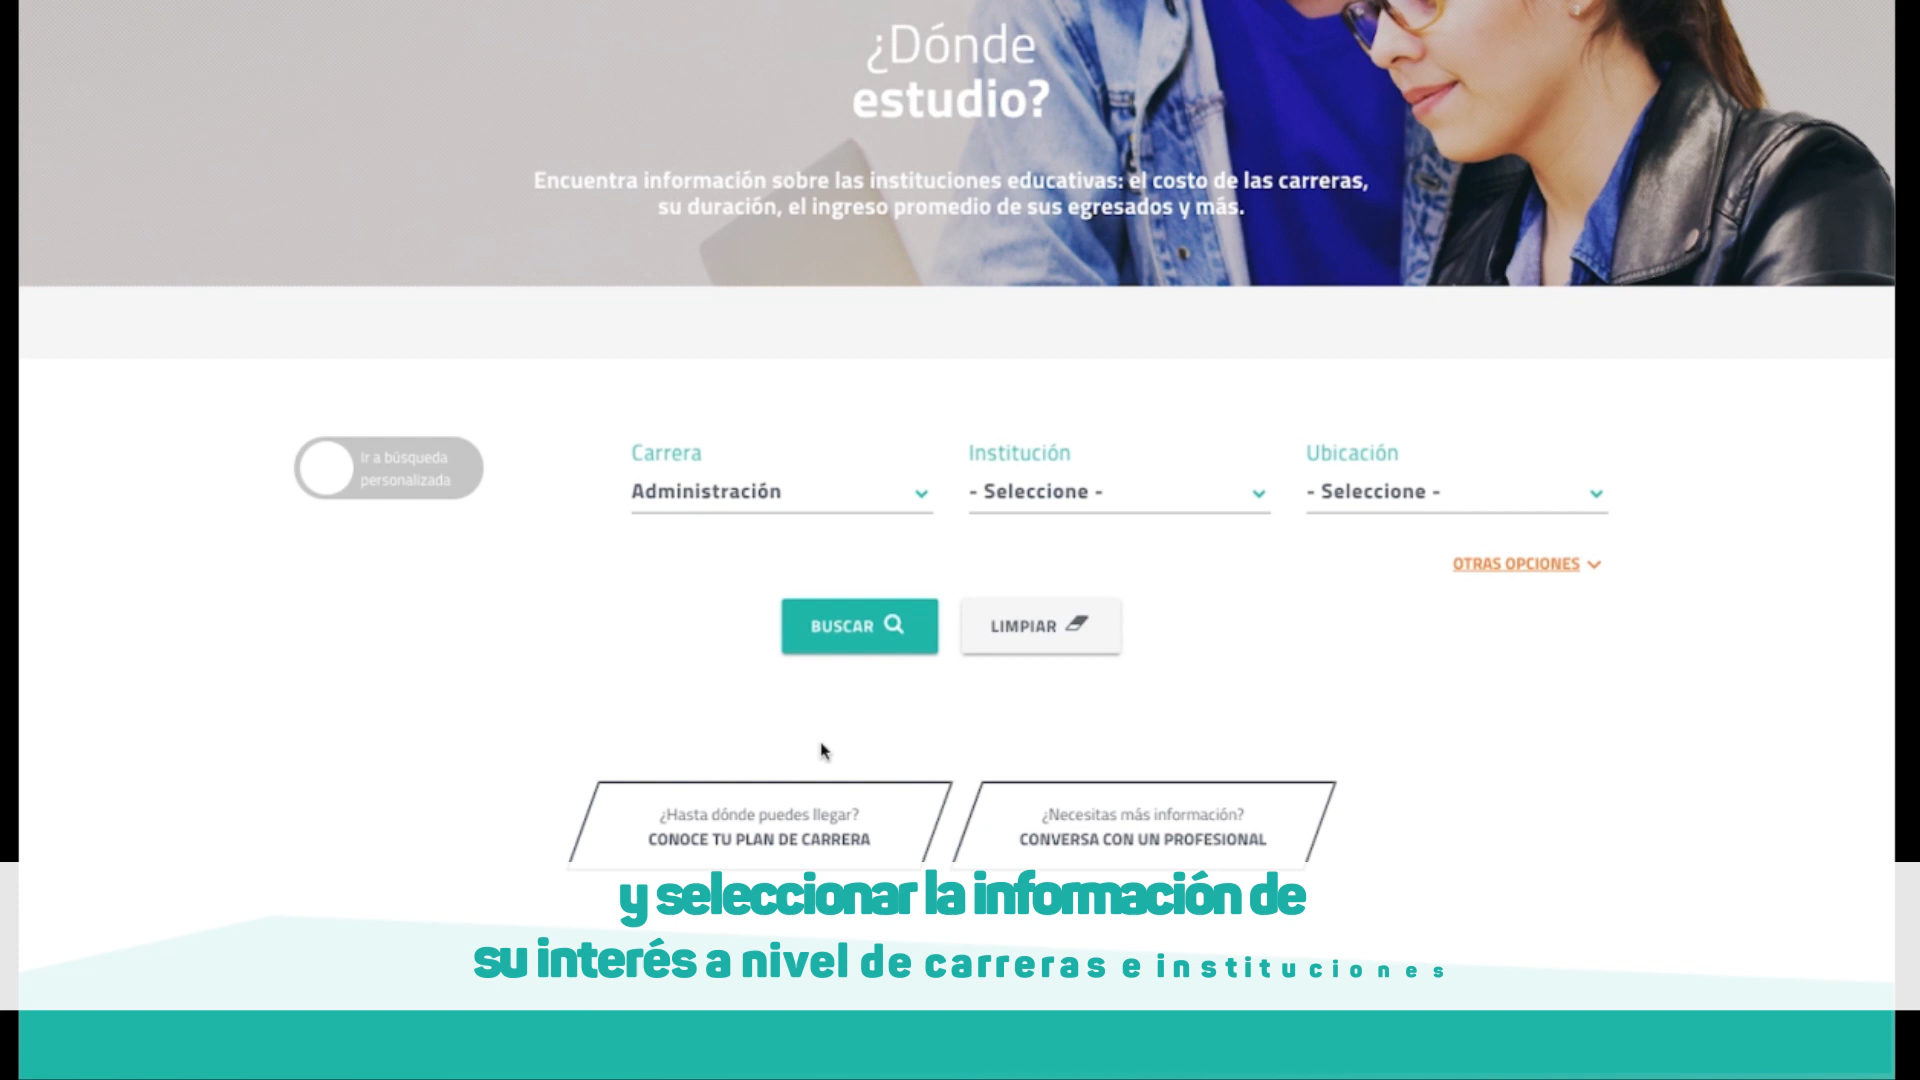 ¿Dónde
estudio?
Encuentra información sobre las instituciones educativas: el costo de las carreras,
su duración, el ingreso promedio de sus egresados y más.
Ir a búsqueda
personalizada
Carrera
Administración
Institución
- Seleccione -
Ubicación
- Seleccione -
OTRAS OPCIONES
BUSCAR
LIMPIAR
¿Hasta dónde puedes llegar?
CONOCE TU PLAN DE CARRERA
¿Necesitas más información?
CONVERSA CON UN PROFESIONAL
y seleccionar la información de
su interés a nivel de carreras e instituciones